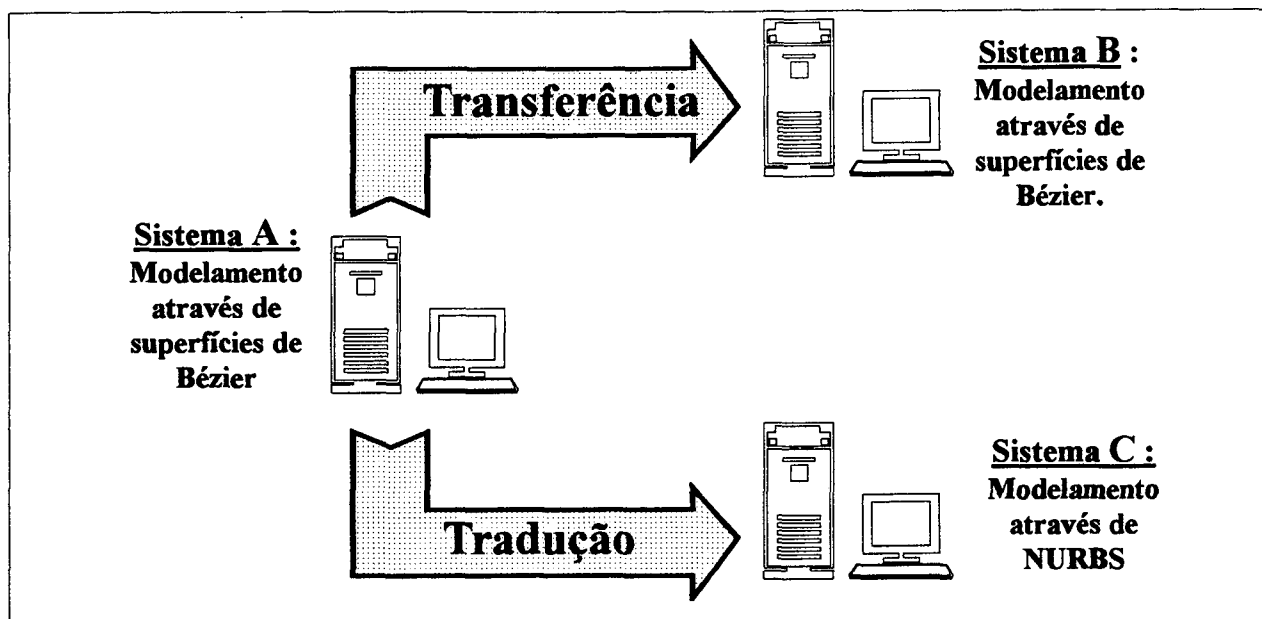 Transferência
Sistema B :
Modelamento
através de
superfícies de
Bézier.
Sistema A :
Modelamento
através de
superfícies de
Bézier
Tradução
Sistema C :
Modelamento
através de
NURBS